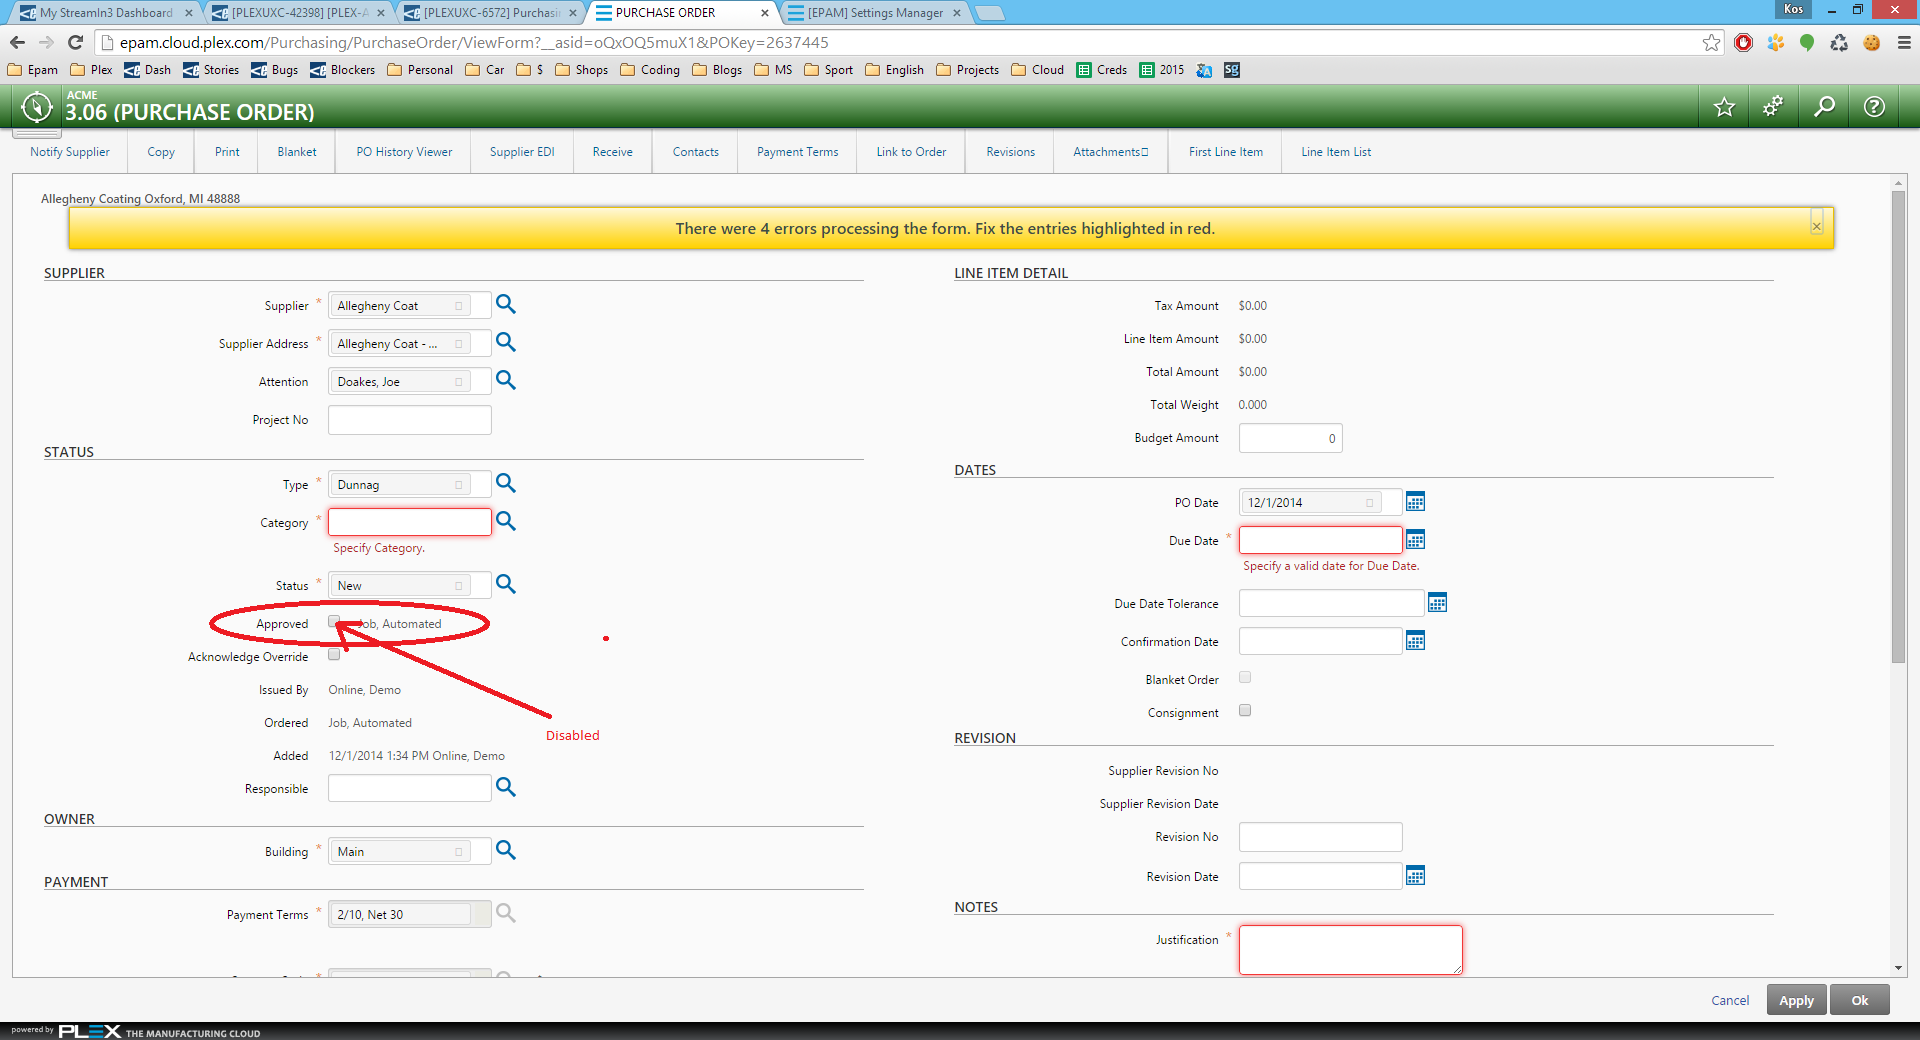 My StreamIn3 Dashboard
[PLEXUXC-42398] [PLEX-A
[PLEXUXC-6572] Purchasin
PURCHASE ORDER
[EPAM] Settings Manager
Kos
epam.cloud.plex.com/Purchasing/PurchaseOrder/ViewForm?__asid=oQxOQ5muX1&POKey=2637445
Epam Plex Dash Stories Bugs Blockers Personal Car $ Shops Coding Blogs MS Sport English Projects Cloud Creds 2015 sg
ACME
3.06 (PURCHASE ORDER)
Notify Supplier Copy Print Blanket PO History Viewer Supplier EDI Receive Contacts Payment Terms Link to Order Revisions Attachments First Line Item Line Item List
Allegheny Coating Oxford, MI 48888
There were 4 errors processing the form. Fix the entries highlighted in red.
SUPPLIER
Supplier * Allegheny Coat
Supplier Address * Allegheny Coat - ...
Attention Doakes, Joe
Project No
STATUS
Type * Dunnag
Category *
Specify Category.
Status * New
Approved Job, Automated
Acknowledge Override
Issued By Online, Demo
Ordered Job, Automated
Disabled
Added 12/1/2014 1:34 PM Online, Demo
Responsible
OWNER
Building * Main
PAYMENT
Payment Terms * 2/10, Net 30
LINE ITEM DETAIL
Tax Amount $0.00
Line Item Amount $0.00
Total Amount $0.00
Total Weight 0.000
Budget Amount 0
DATES
PO Date 12/1/2014
Due Date *
Specify a valid date for Due Date.
Due Date Tolerance
Confirmation Date
Blanket Order
Consignment
REVISION
Supplier Revision No
Supplier Revision Date
Revision No
Revision Date
NOTES
Justification *
Cancel Apply Ok
powered by PLEX THE MANUFACTURING CLOUD